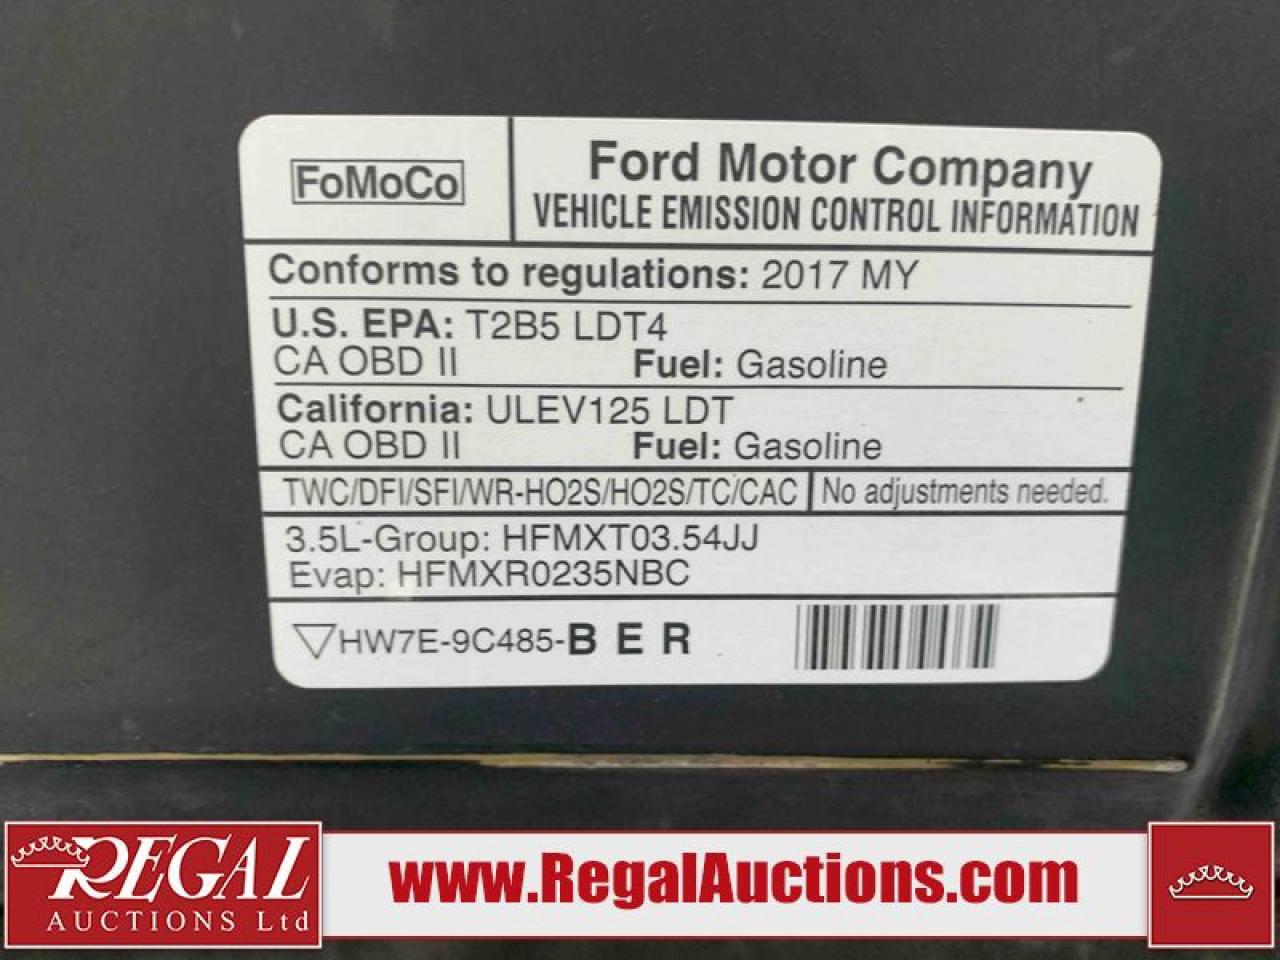 FoMoCo
Ford Motor Company
VEHICLE EMISSION CONTROL INFORMATION
Conforms to regulations: 2017 MY
U.S. EPA: T2B5 LDT4
CA OBD II Fuel: Gasoline
California: ULEV125 LDT
CA OBD II Fuel: Gasoline
TWC/DFI/SFI/WR-HO2S/HO2S/TC/CAC No adjustments needed.
3.5L-Group: HFMXT03.54JJ
Evap: HFMXR0235NBC
HW7E-9C485-B E R
REGAL
AUCTIONS Ltd
www.RegalAuctions.com